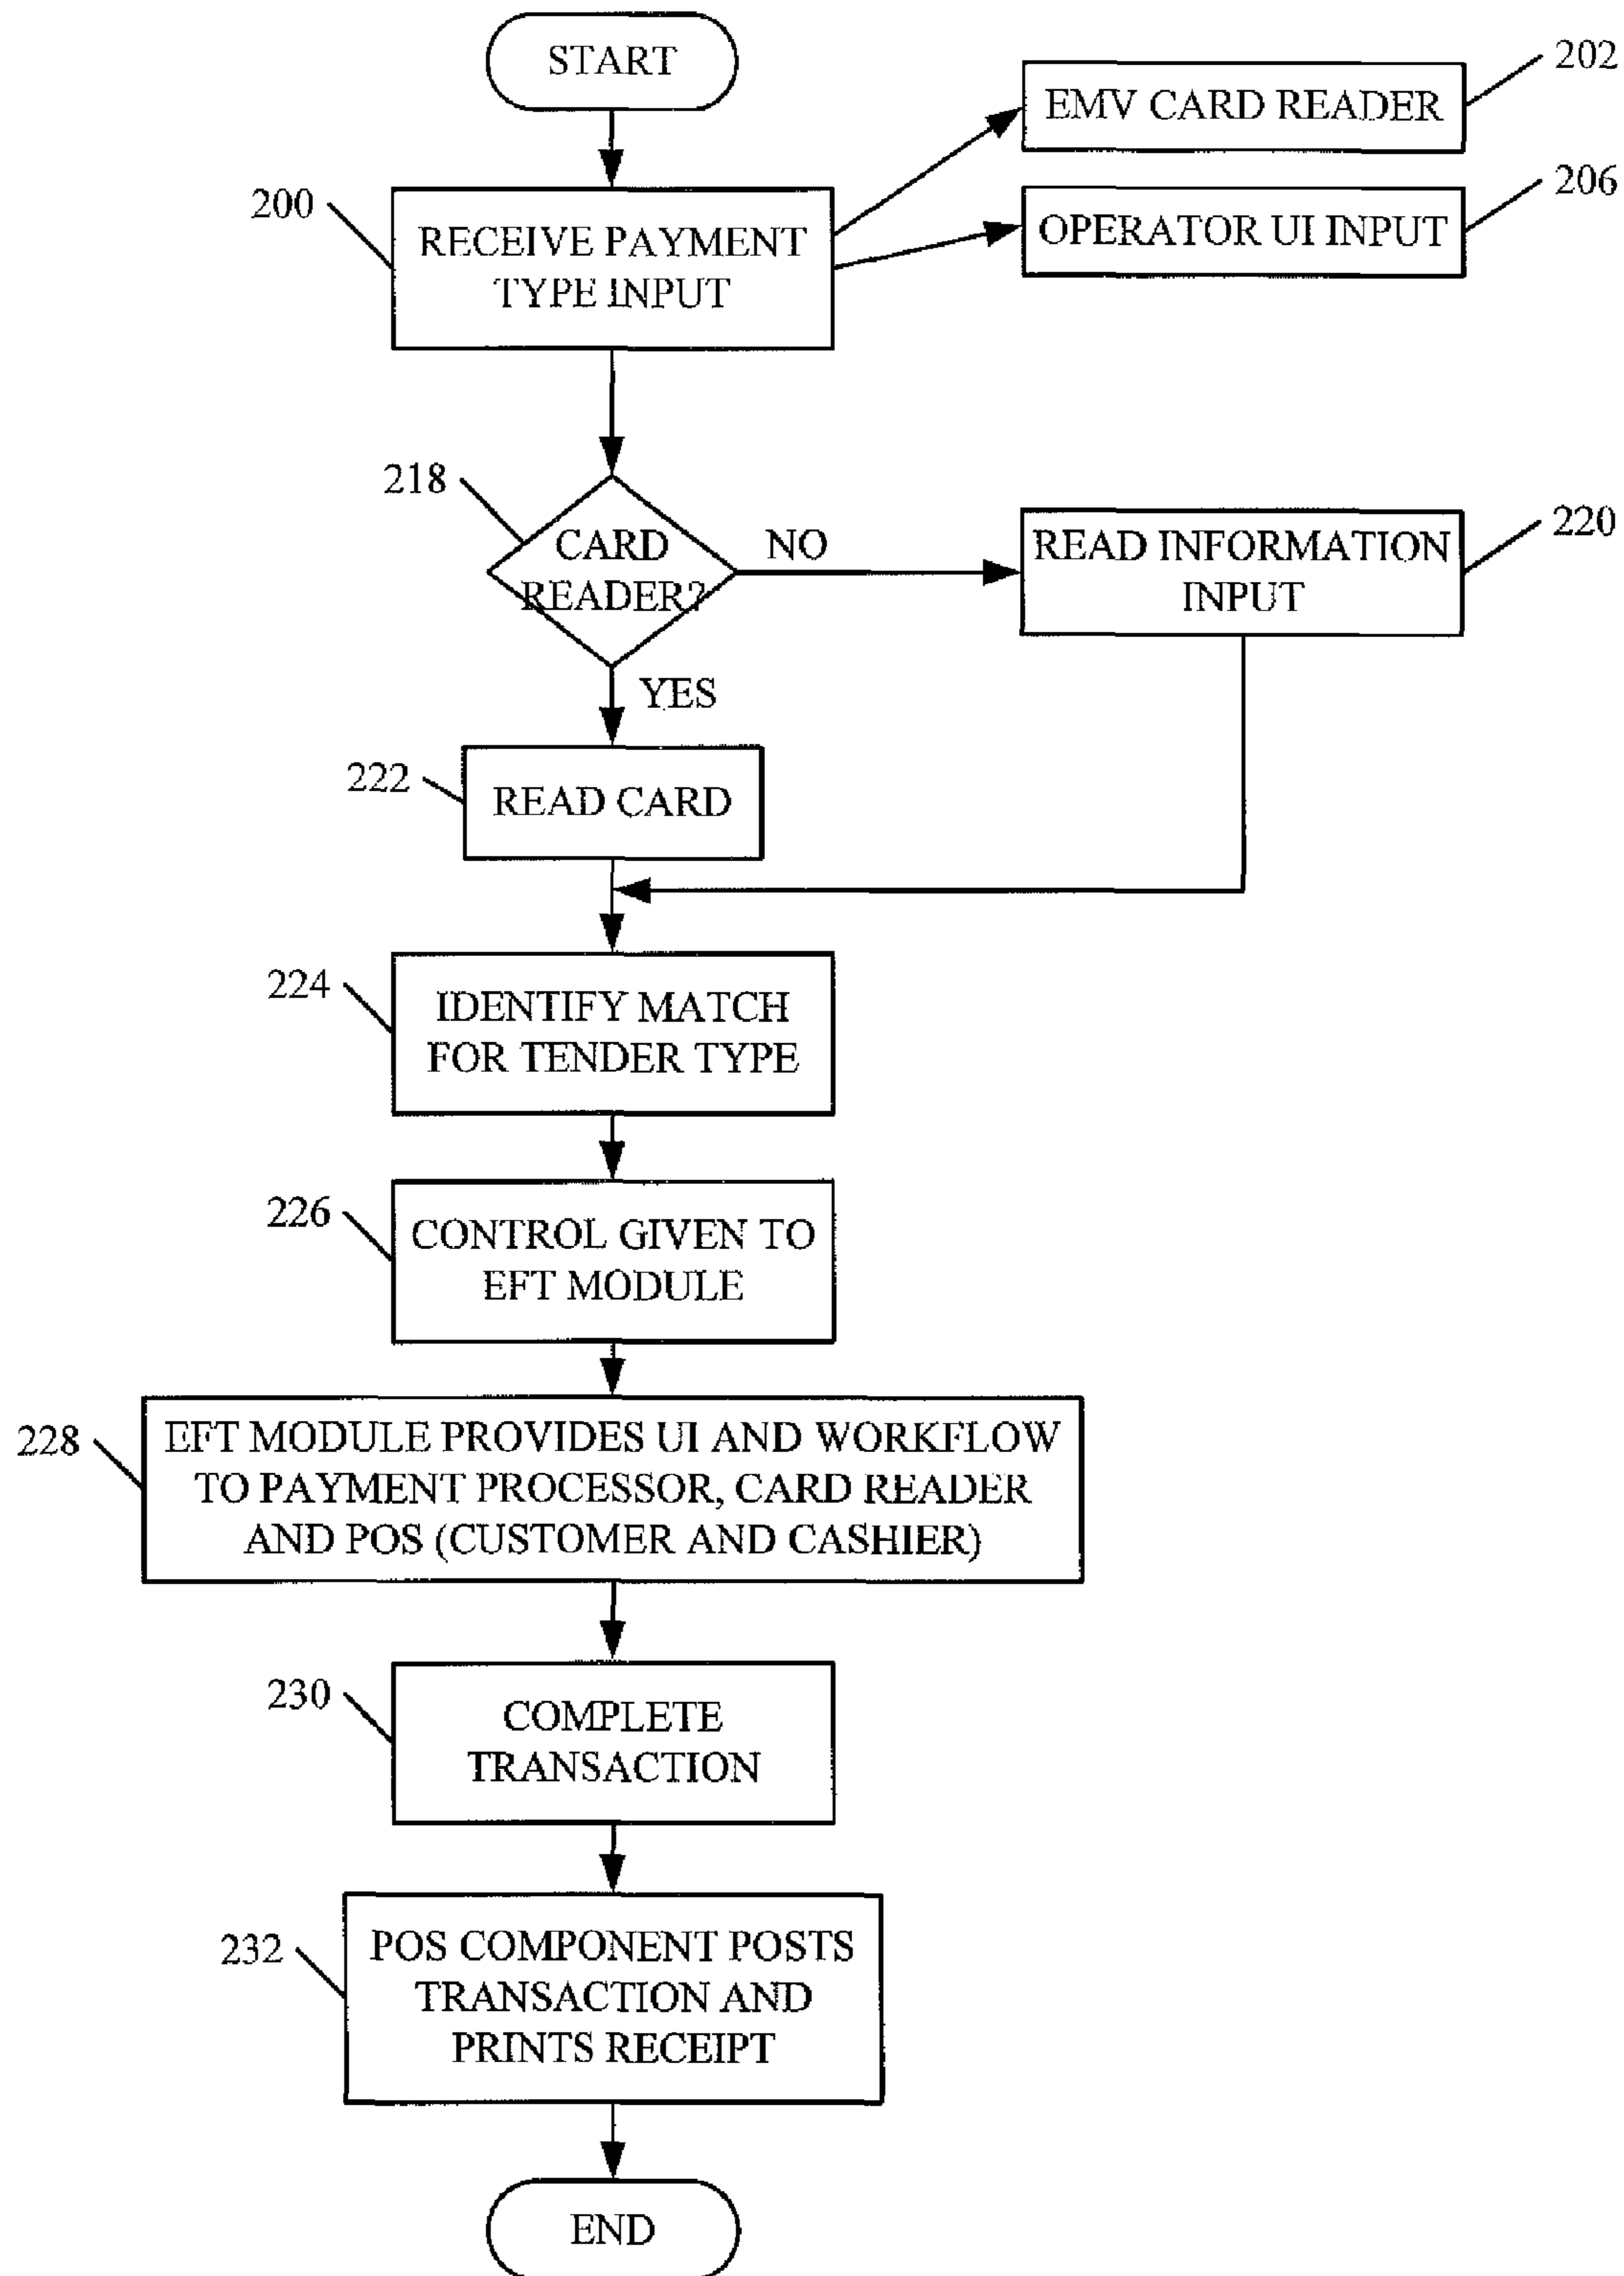 START
202
EMV CARD READER
206
200
OPERATOR UI INPUT
RECEIVE PAYMENT
TYPE INPUT
218
CARD
READER?
NO
220
READ INFORMATION
INPUT
YES
222
READ CARD
224
IDENTIFY MATCH
FOR TENDER TYPE
226
CONTROL GIVEN TO
EFT MODULE
228
EFT MODULE PROVIDES UI AND WORKFLOW
TO PAYMENT PROCESSOR, CARD READER
AND POS (CUSTOMER AND CASHIER)
230
COMPLETE
TRANSACTION
232
POS COMPONENT POSTS
TRANSACTION AND
PRINTS RECEIPT
END